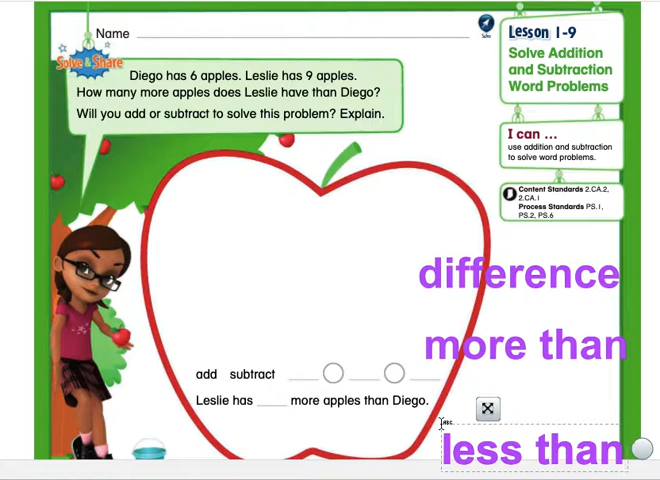 Name
Solve & Share
Diego has 6 apples. Leslie has 9 apples.
How many more apples does Leslie have than Diego?
Will you add or subtract to solve this problem? Explain.
Solve
Lesson 1-9
Solve Addition
and Subtraction
Word Problems
I can ...
use addition and subtraction
to solve word problems.
Content Standards 2.CA.2,
2.CA.1
Process Standards PS.1,
PS.2, PS.6
difference
more than
add subtract
Leslie has ____ more apples than Diego.
ABC
less than